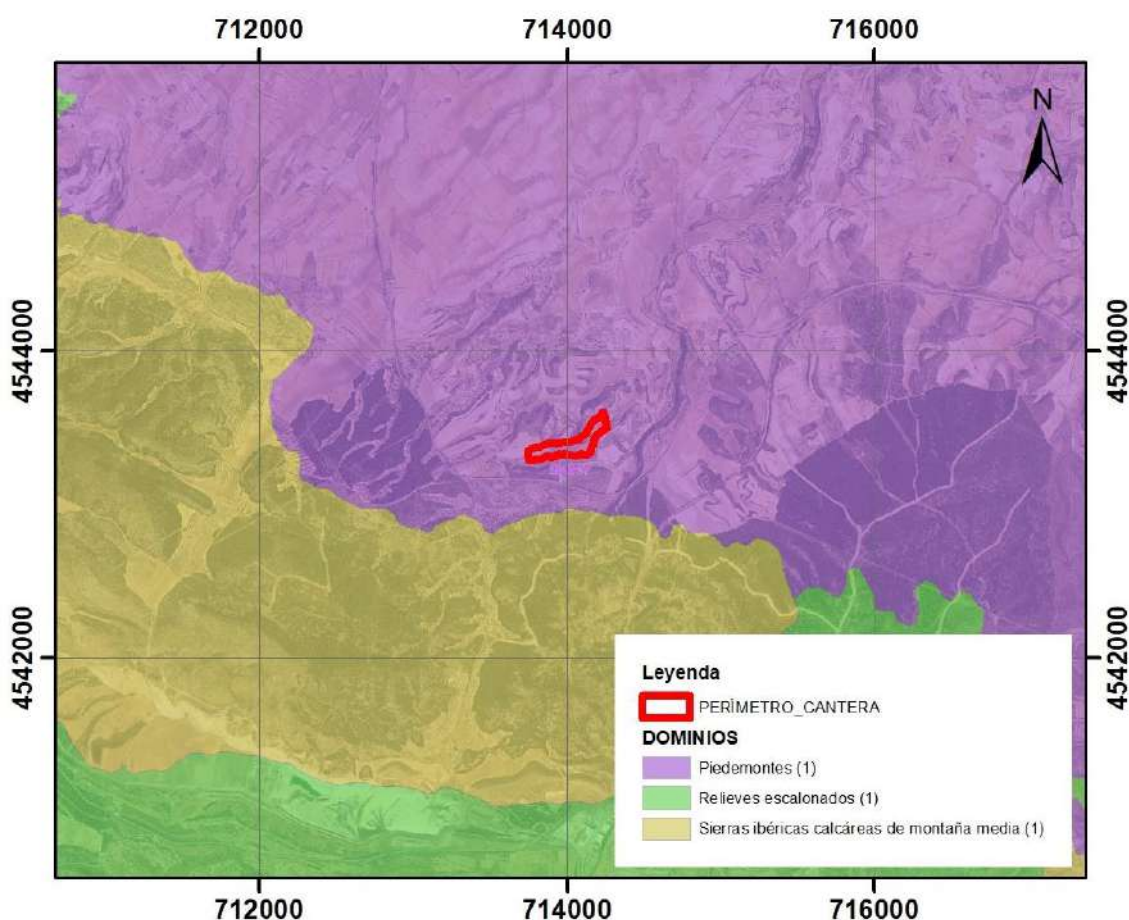 712000 714000 716000
N
4544000 4544000
4542000 4542000
Leyenda
PERÍMETRO_CANTERA
DOMINIOS
Piedemontes (1)
Relieves escalonados (1)
Sierras ibéricas calcáreas de montaña media (1)
712000 714000 716000